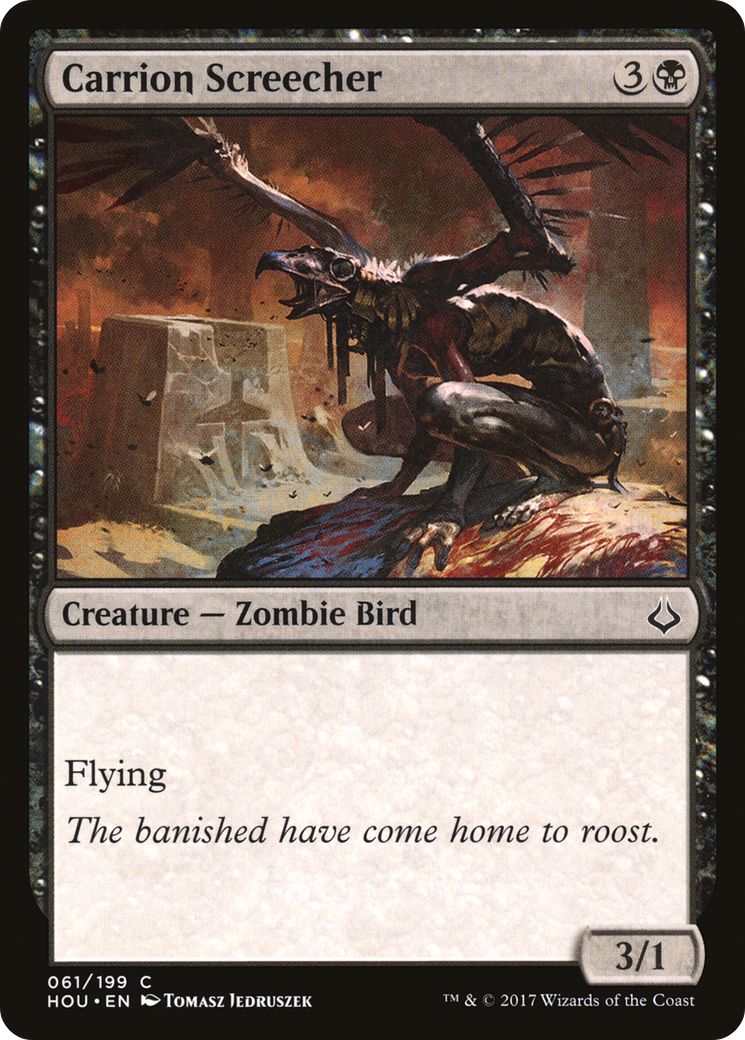 Carrion Screecher 3
Creature — Zombie Bird
Flying
The banished have come home to roost.
3/1
061/199 C
HOU • EN Tomasz Jedruszek
™ & © 2017 Wizards of the Coast